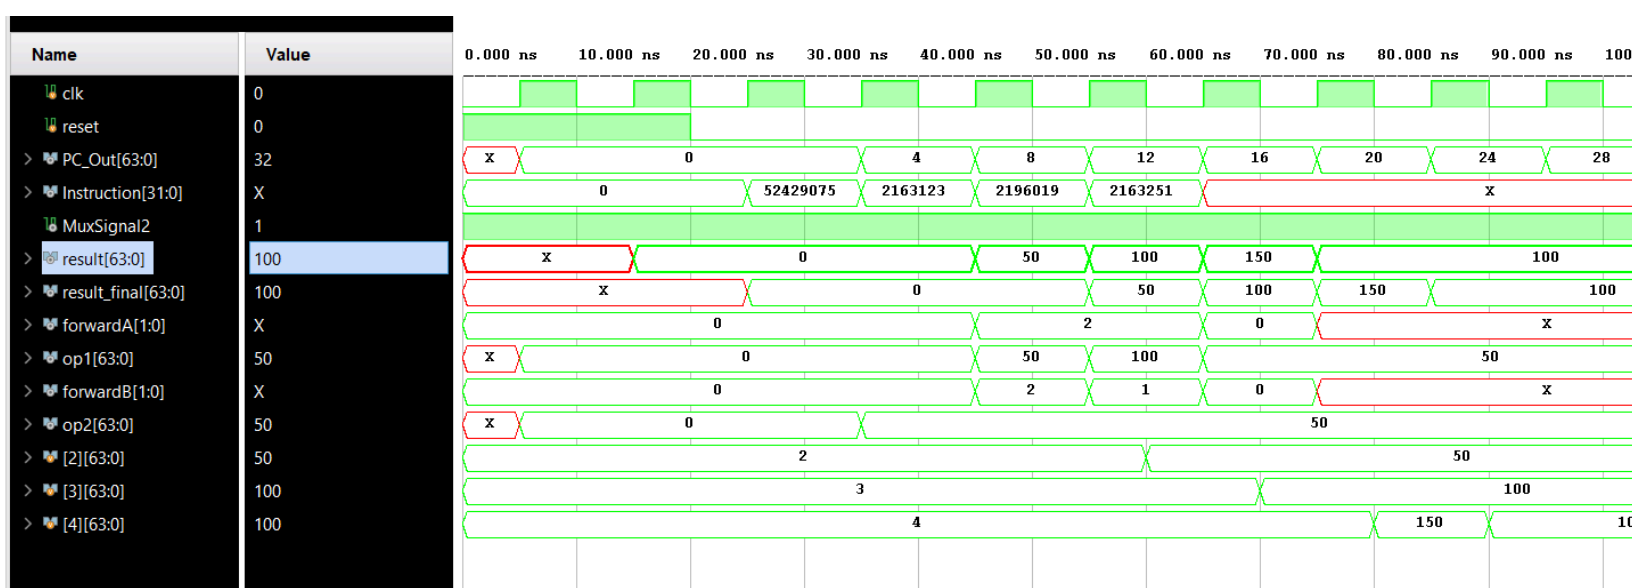 Name Value 0.000 ns 10.000 ns 20.000 ns 30.000 ns 40.000 ns 50.000 ns 60.000 ns 70.000 ns 80.000 ns 90.000 ns 100
clk 0
reset 0
PC_Out[63:0] 32 X 0 4 8 12 16 20 24 28
Instruction[31:0] X 0 52429075 2163123 2196019 2163251 X
MuxSignal2 1
result[63:0] 100 X 0 50 100 150 100
result_final[63:0] 100 X 0 50 100 150 100
forwardA[1:0] X 0 2 0 X
op1[63:0] 50 X 0 50 100 50
forwardB[1:0] X 0 2 1 0 X
op2[63:0] 50 X 0 50
[2][63:0] 50 2 50
[3][63:0] 100 3 100
[4][63:0] 100 4 150 10